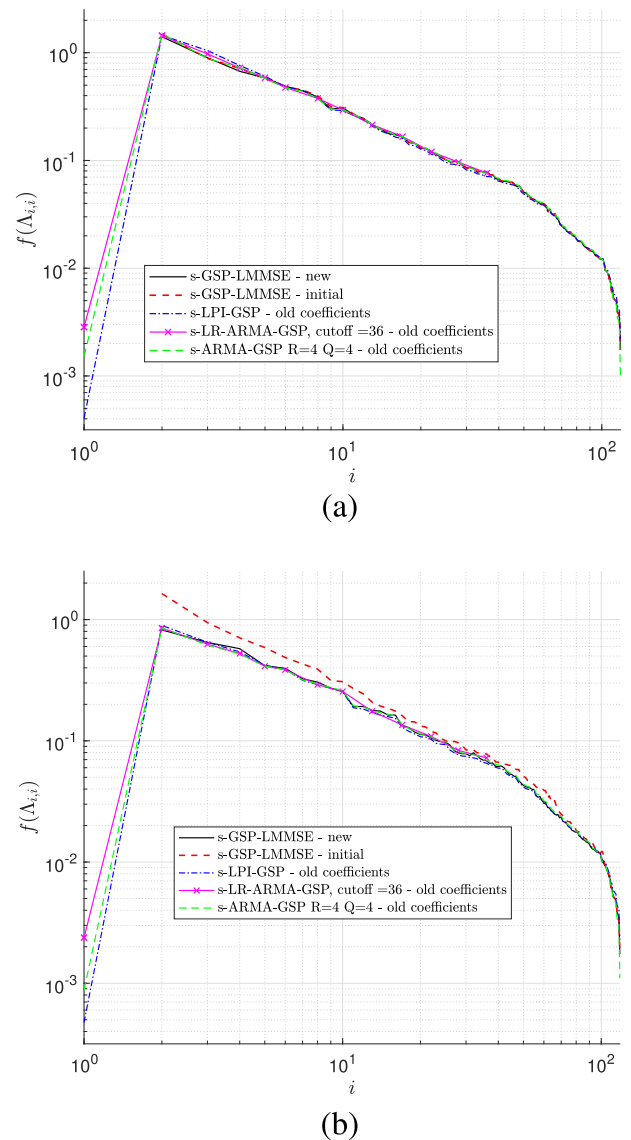 10^0
10^-1
f(Λ_{i,i})
10^-2
10^-3
s-GSP-LMMSE - new
s-GSP-LMMSE - initial
s-LPI-GSP - old coefficients
s-LR-ARMA-GSP, cutoff =36 - old coefficients
s-ARMA-GSP R=4 Q=4 - old coefficients
10^0 10^1 10^2
i
(a)
10^0
10^-1
f(Λ_{i,i})
10^-2
10^-3
s-GSP-LMMSE - new
s-GSP-LMMSE - initial
s-LPI-GSP - old coefficients
s-LR-ARMA-GSP, cutoff =36 - old coefficients
s-ARMA-GSP R=4 Q=4 - old coefficients
10^0 10^1 10^2
i
(b)